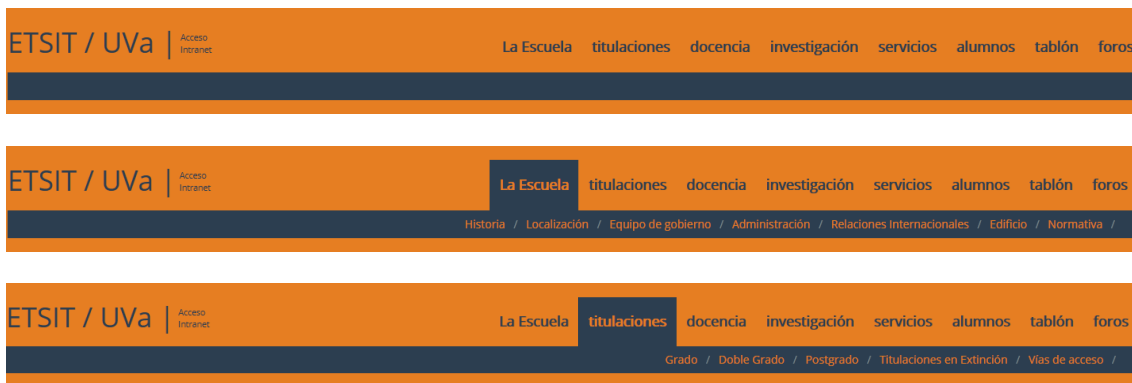 ETSIT / UVa | Acceso Intranet La Escuela titulaciones docencia investigación servicios alumnos tablón foros
ETSIT / UVa | Acceso Intranet La Escuela titulaciones docencia investigación servicios alumnos tablón foros
Historia / Localización / Equipo de gobierno / Administración / Relaciones Internacionales / Edificio / Normativa /
ETSIT / UVa | Acceso Intranet La Escuela titulaciones docencia investigación servicios alumnos tablón foros
Grado / Doble Grado / Postgrado / Titulaciones en Extinción / Vías de acceso /